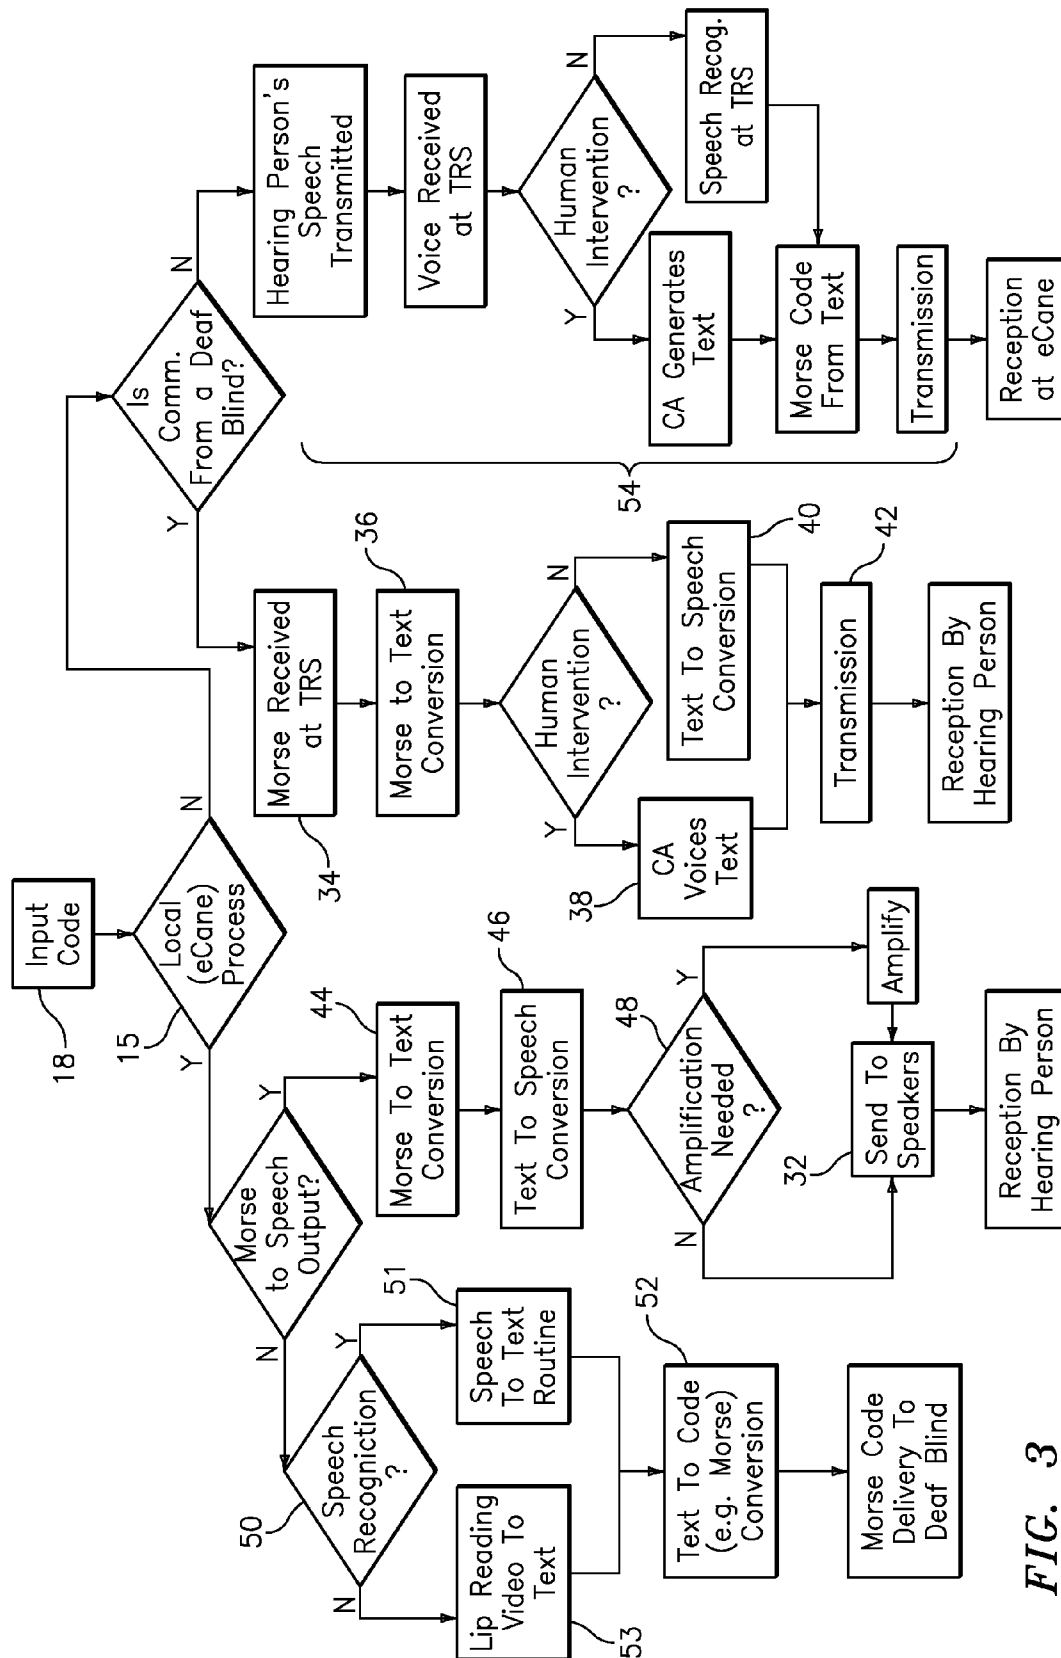 Input
Code
18
Local
(eCane)
Process
15
Y
N
Morse
to Speech
Output?
N
Y
Speech
Recogniction
?
50
N
Y
Lip Reading
Video To
Text
53
Speech
To Text
Routine
51
Text To Code
(e.g. Morse)
Conversion
52
Morse Code
Delivery To
Deaf Blind
Morse To Text
Conversion
44
Text To Speech
Conversion
46
Amplification
Needed
?
48
N
Y
Amplify
Send To
Speakers
32
Reception By
Hearing Person
Is
Comm.
From a Deaf
Blind?
Y
N
Morse Received
at TRS
34
Morse to Text
Conversion
36
Human
Intervention
?
Y
N
CA
Voices
Text
38
Text To Speech
Conversion
40
Transmission
42
Reception By
Hearing Person
Hearing Person's
Speech
Transmitted
Voice Received
at TRS
Human
Intervention
?
Y
N
CA Generates
Text
Speech Recog.
at TRS
Morse Code
From Text
Transmission
54
Reception
at eCane
FIG. 3